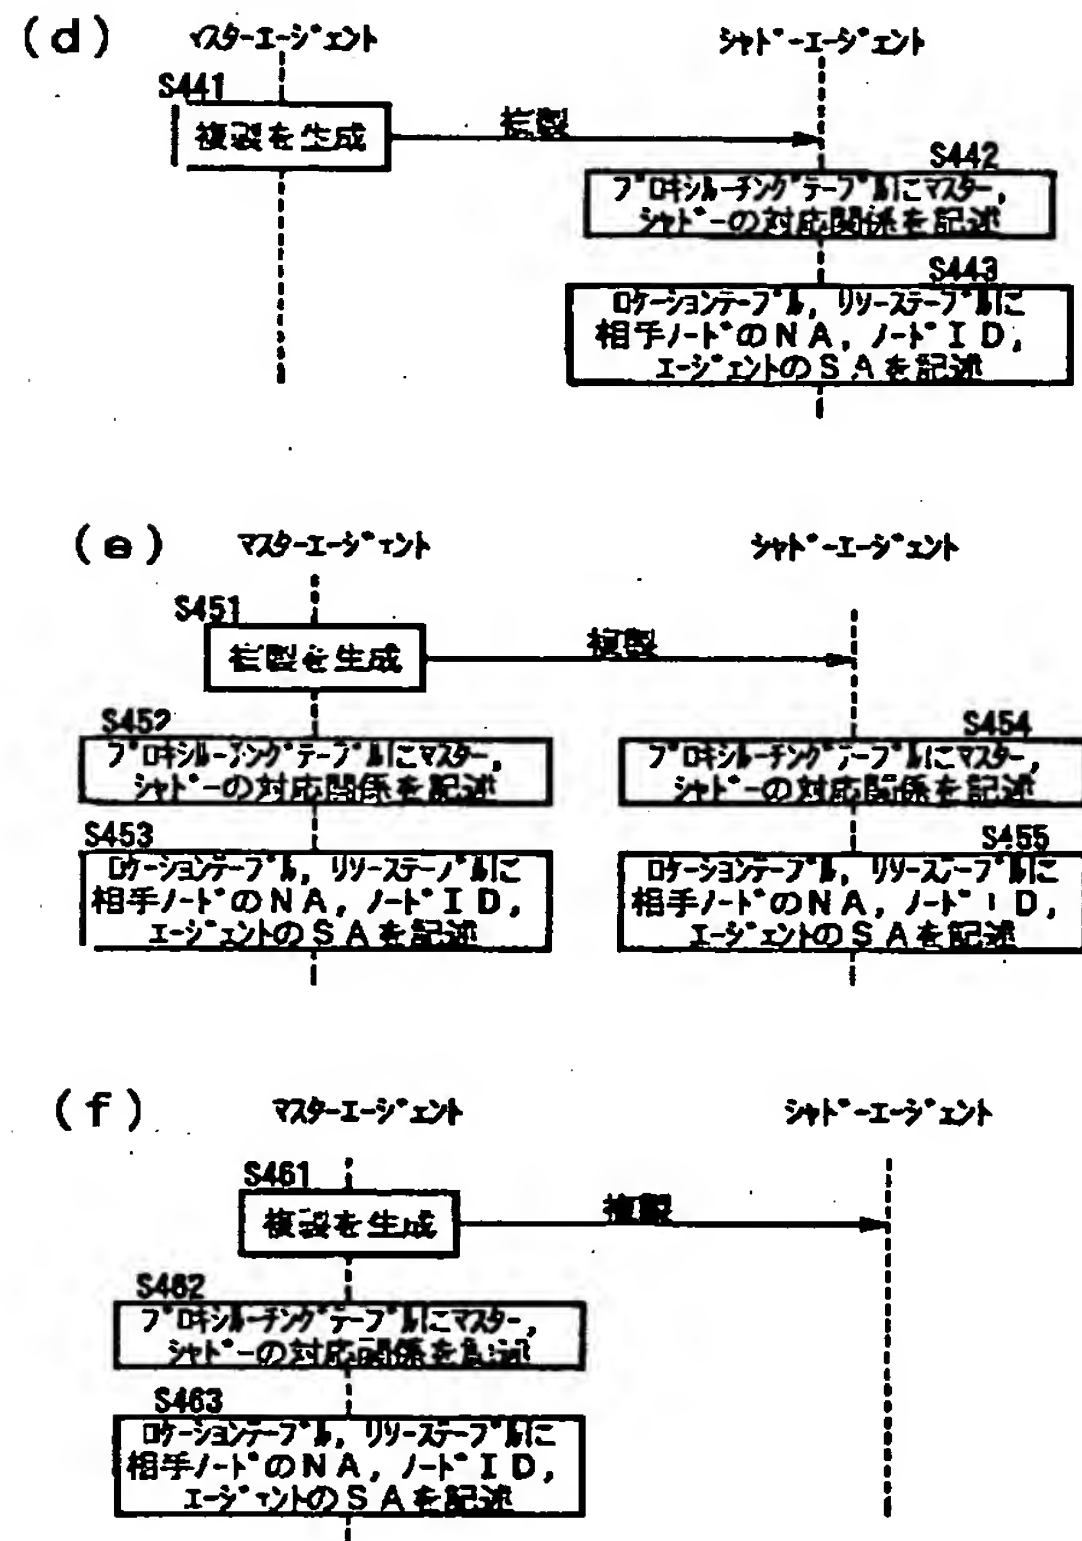 (d)
マスターエージェント
シャドーエージェント
S441
複製を生成
複製
S442
プロキシルーチングテーブルにマスター,
シャドーの対応関係を記述
S443
ロケーションテーブル, リソーステーブルに
相手ノードのNA, ノードID,
エージェントのSAを記述
(e)
マスターエージェント
シャドーエージェント
S451
複製を生成
複製
S452
プロキシルーチングテーブルにマスター,
シャドーの対応関係を記述
S454
プロキシルーチングテーブルにマスター,
シャドーの対応関係を記述
S453
ロケーションテーブル, リソーステーブルに
相手ノードのNA, ノードID,
エージェントのSAを記述
S455
ロケーションテーブル, リソーステーブルに
相手ノードのNA, ノードID,
エージェントのSAを記述
(f)
マスターエージェント
シャドーエージェント
S461
複製を生成
複製
S462
プロキシルーチングテーブルにマスター,
シャドーの対応関係を記述
S463
ロケーションテーブル, リソーステーブルに
相手ノードのNA, ノードID,
エージェントのSAを記述